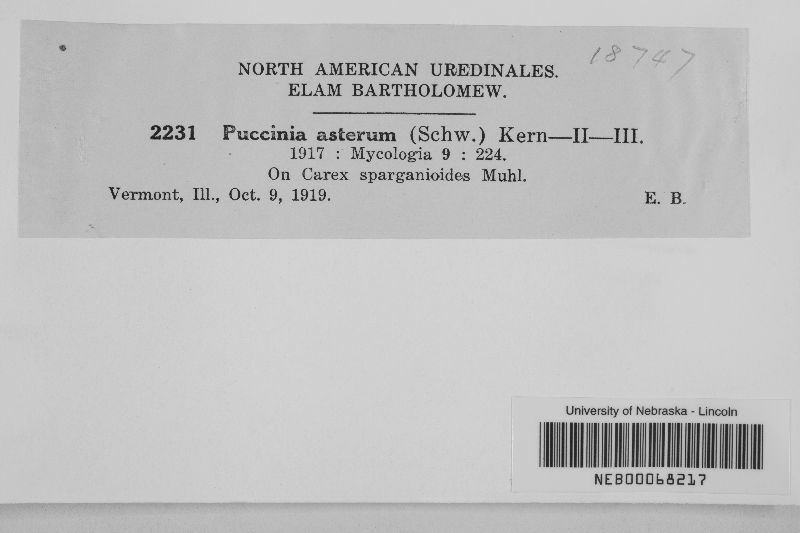 18747
NORTH AMERICAN UREDINALES.
ELAM BARTHOLOMEW.
2231 Puccinia asterum (Schw.) Kern—II—III.
1917 : Mycologia 9 : 224.
On Carex sparganioides Muhl.
Vermont, Ill., Oct. 9, 1919. E. B.
University of Nebraska - Lincoln
NEB00068217